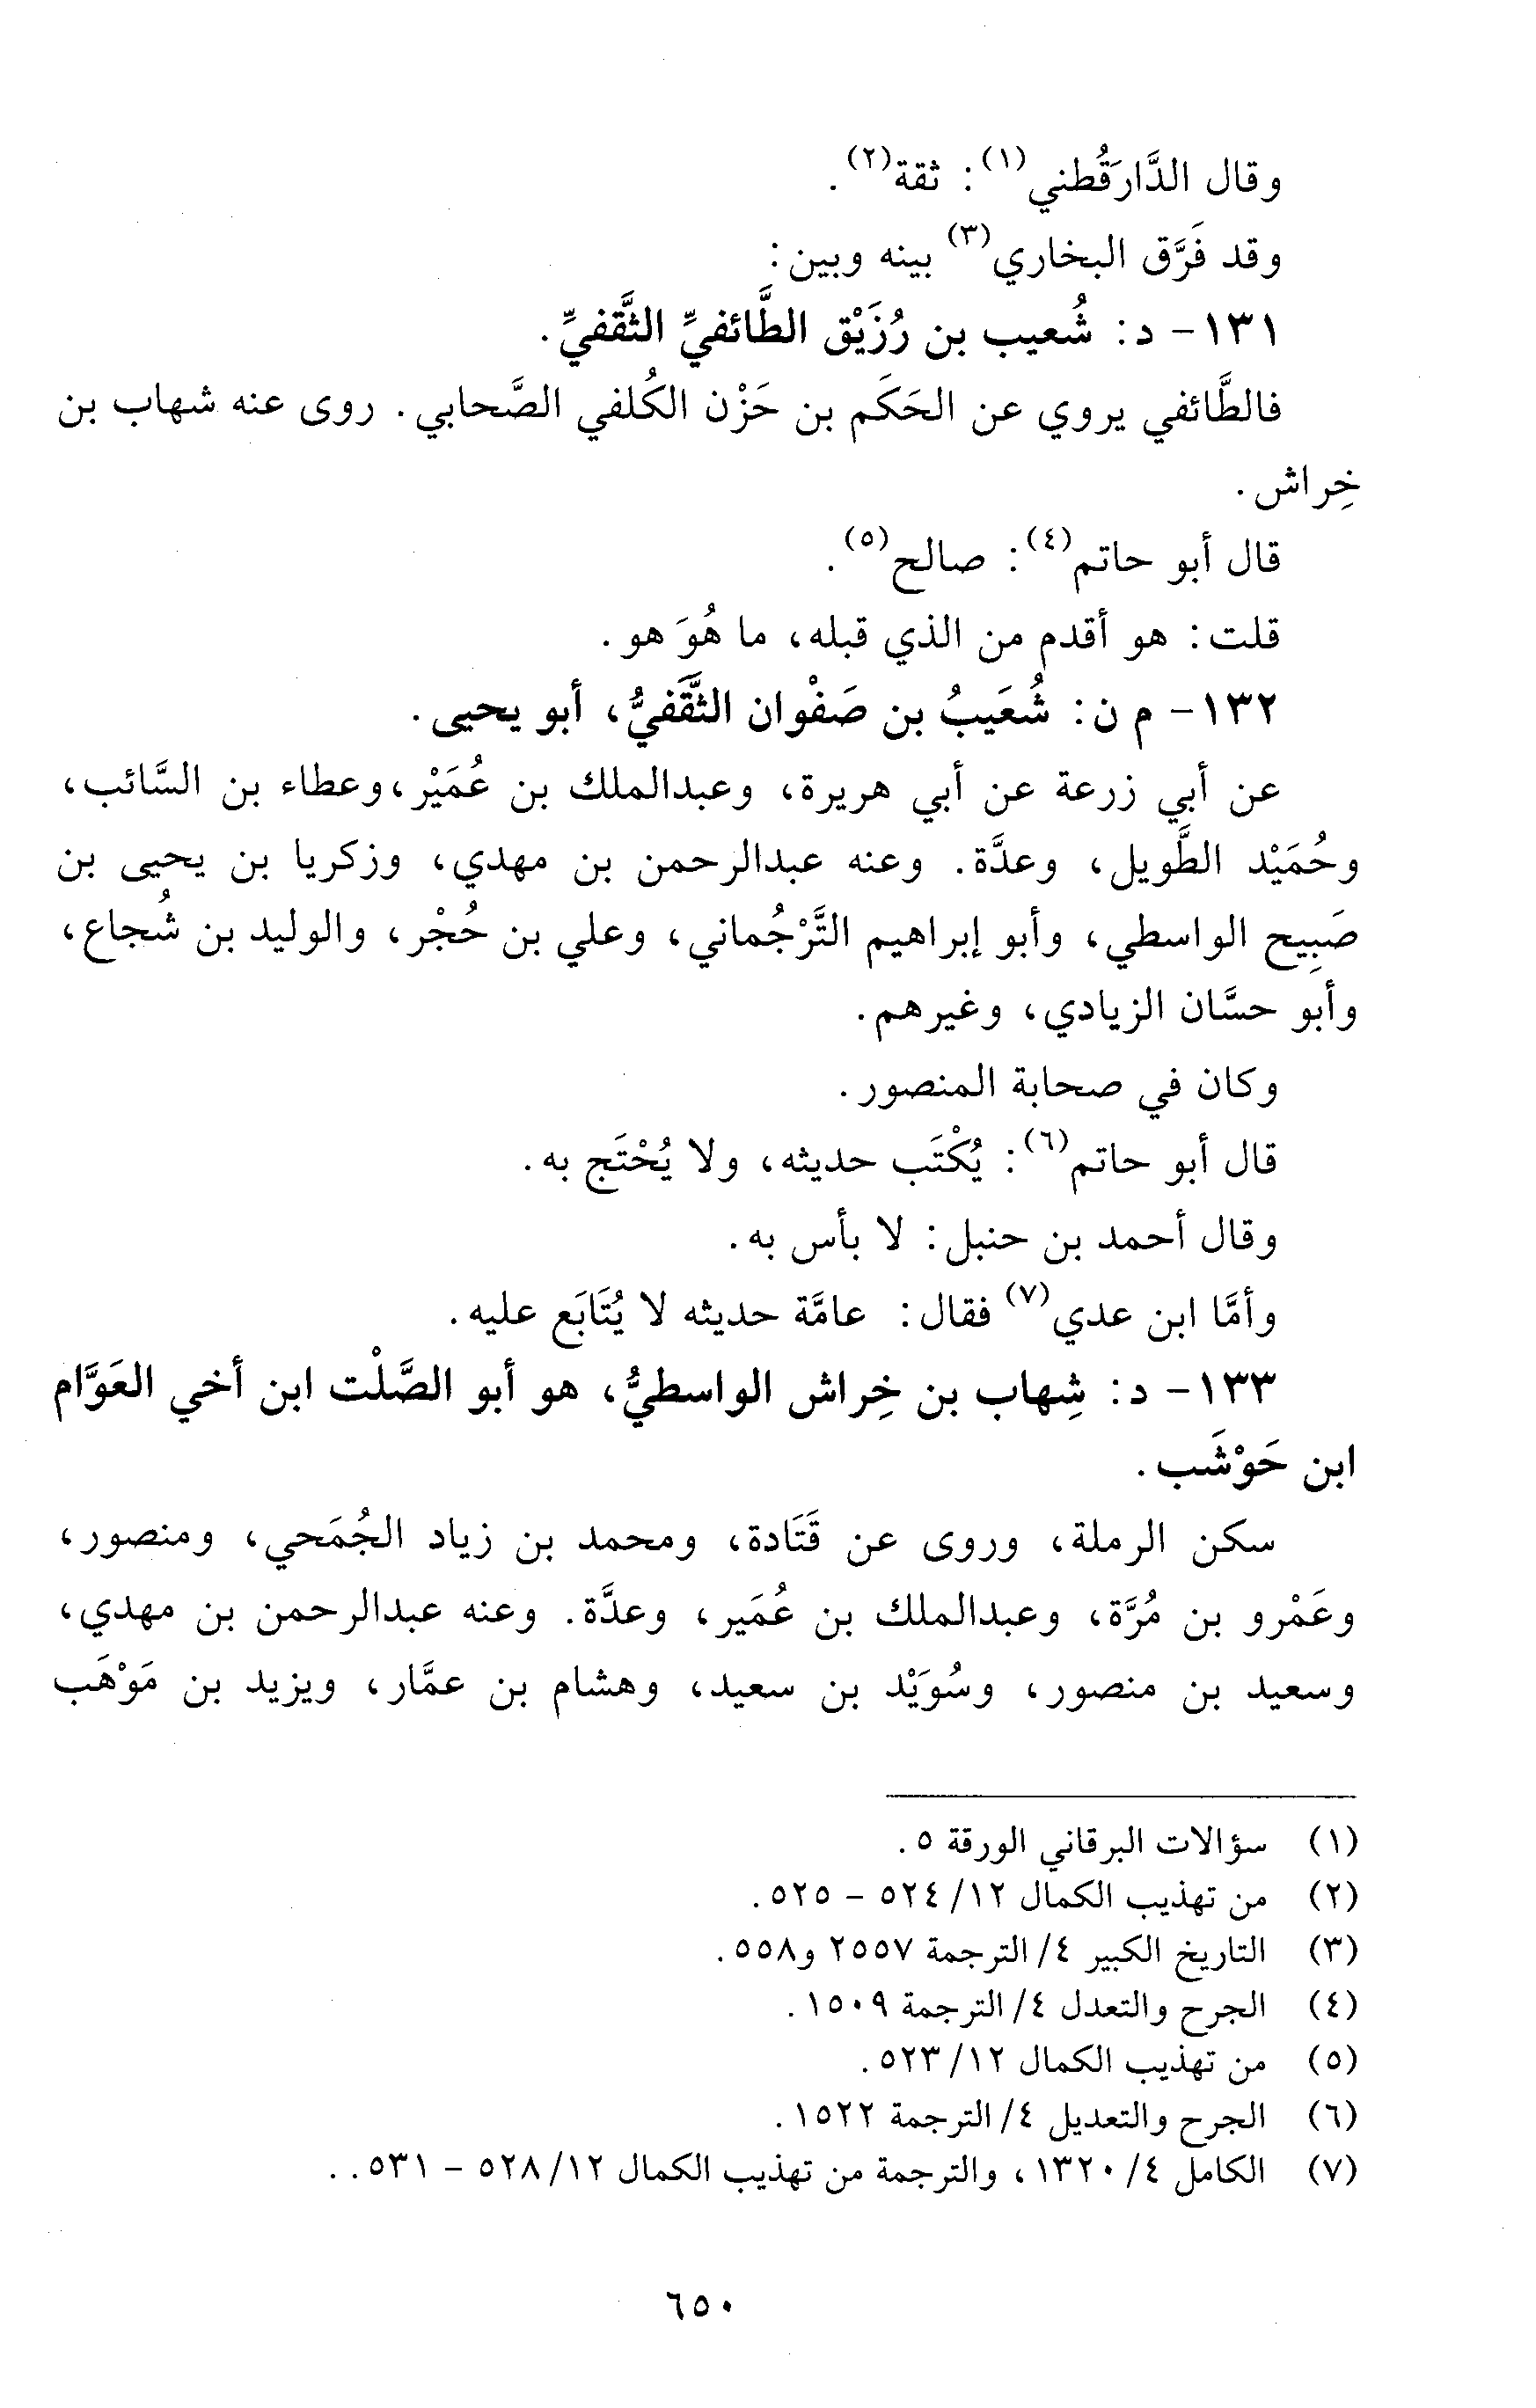 وقال الدَّارَقُطني(١): ثقة(٢).
وقد فَرَّق البخاري(٣) بينه وبين:
١٣١- د: شُعيب بن رُزَيْق الطَّائفيِّ الثَّقفيِّ.
فالطَّائفي يروي عن الحَكَم بن حَزْن الكُلفي الصَّحابي. روى عنه شهاب بن
خِراش.
قال أبو حاتم(٤): صالح(٥).
قلت: هو أقدم من الذي قبله، ما هُوَ هو.
١٣٢- م ن: شُعَيبُ بن صَفْوان الثَّقَفيُّ، أبو يحيى.
عن أبي زرعة عن أبي هريرة، وعبدالملك بن عُمَيْر، وعطاء بن السَّائب،
وحُمَيْد الطَّويل، وعدَّة. وعنه عبدالرحمن بن مهدي، وزكريا بن يحيى بن
صَبِيح الواسطي، وأبو إبراهيم التَّرْجُماني، وعلي بن حُجْر، والوليد بن شُجاع،
وأبو حسَّان الزيادي، وغيرهم.
وكان في صحابة المنصور.
قال أبو حاتم(٦): يُكْتَب حديثه، ولا يُحْتَج به.
وقال أحمد بن حنبل: لا بأس به.
وأمَّا ابن عدي(٧) فقال: عامَّة حديثه لا يُتَابَع عليه.
١٣٣- د: شِهاب بن خِراش الواسطيُّ، هو أبو الصَّلْت ابن أخي العَوَّام
ابن حَوْشَب.
سكن الرملة، وروى عن قَتَادة، ومحمد بن زياد الجُمَحي، ومنصور،
وعَمْرو بن مُرَّة، وعبدالملك بن عُمَير، وعدَّة. وعنه عبدالرحمن بن مهدي،
وسعيد بن منصور، وسُوَيْد بن سعيد، وهشام بن عمَّار، ويزيد بن مَوْهَب
(١) سؤالات البرقاني الورقة ٥.
(٢) من تهذيب الكمال ١٢/ ٥٢٤ - ٥٢٥.
(٣) التاريخ الكبير ٤/ الترجمة ٢٥٥٧ و٥٥٨.
(٤) الجرح والتعدل ٤/ الترجمة ١٥٠٩.
(٥) من تهذيب الكمال ١٢/ ٥٢٣.
(٦) الجرح والتعديل ٤/ الترجمة ١٥٢٢.
(٧) الكامل ٤/ ١٣٢٠، والترجمة من تهذيب الكمال ١٢/ ٥٢٨ - ٥٣١..
٦٥٠